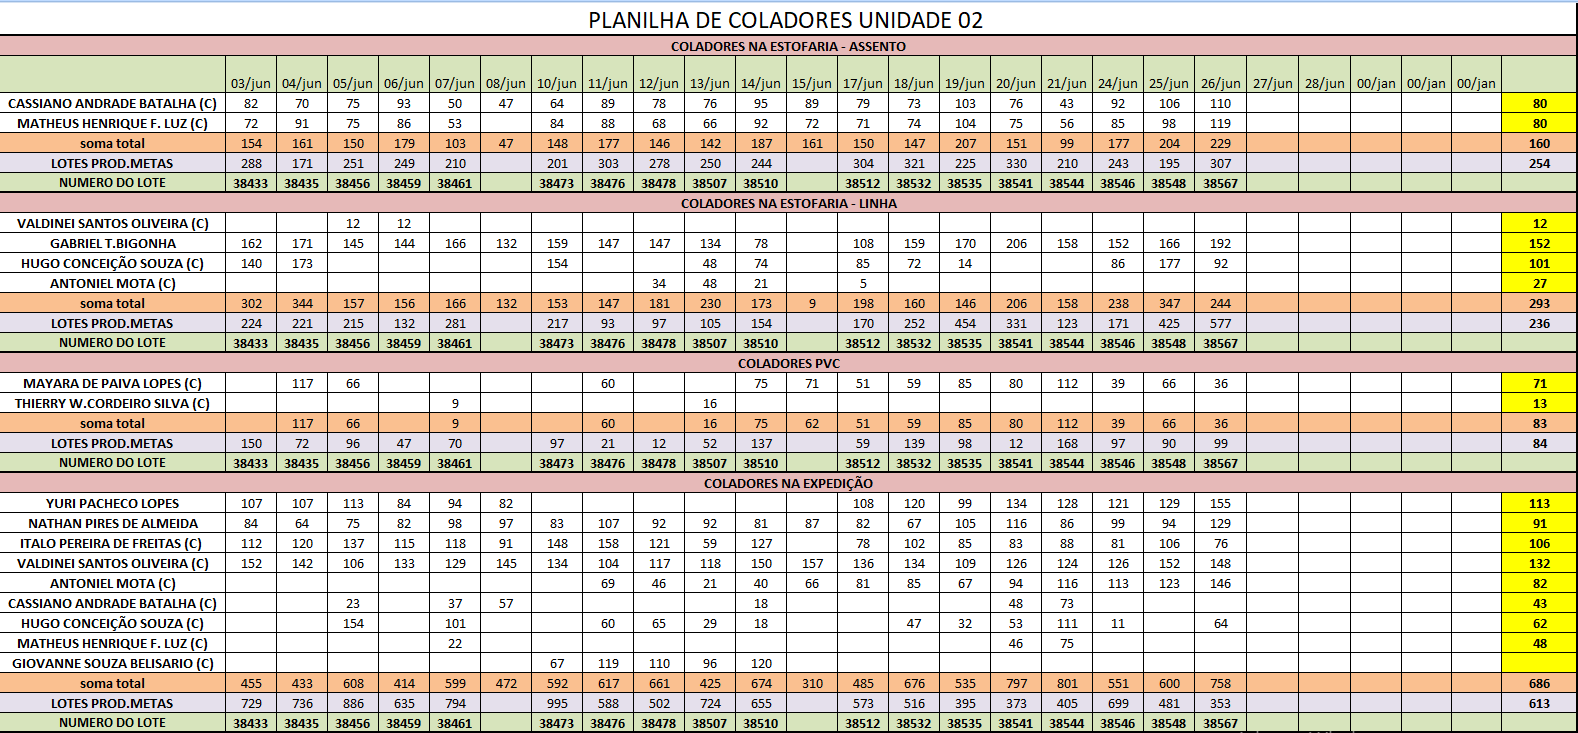 PLANILHA DE COLADORES UNIDADE 02
COLADORES NA ESTOFARIA - ASSENTO
03/jun 04/jun 05/jun 06/jun 07/jun 08/jun 10/jun 11/jun 12/jun 13/jun 14/jun 15/jun 17/jun 18/jun 19/jun 20/jun 21/jun 24/jun 25/jun 26/jun 27/jun 28/jun 00/jan 00/jan 00/jan
CASSIANO ANDRADE BATALHA (C) 82 70 75 93 50 47 64 89 78 76 95 89 79 73 103 76 43 92 106 110 80
MATHEUS HENRIQUE F. LUZ (C) 72 91 75 86 53 84 88 68 66 92 72 71 74 104 75 56 85 98 119 80
soma total 154 161 150 179 103 47 148 177 146 142 187 161 150 147 207 151 99 177 204 229 160
LOTES PROD.METAS 288 171 251 249 210 201 303 278 250 244 304 321 225 330 210 243 195 307 254
NUMERO DO LOTE 38433 38435 38456 38459 38461 38473 38476 38478 38507 38510 38512 38532 38535 38541 38544 38546 38548 38567
COLADORES NA ESTOFARIA - LINHA
VALDINEI SANTOS OLIVEIRA (C) 12 12 12
GABRIEL T.BIGONHA 162 171 145 144 166 132 159 147 147 134 78 108 159 170 206 158 152 166 192 152
HUGO CONCEIÇÃO SOUZA (C) 140 173 154 48 74 85 72 14 86 177 92 101
ANTONIEL MOTA (C) 34 48 21 5 27
soma total 302 344 157 156 166 132 153 147 181 230 173 9 198 160 146 206 158 238 347 244 293
LOTES PROD.METAS 224 221 215 132 281 217 93 97 105 154 170 252 454 331 123 171 425 577 236
NUMERO DO LOTE 38433 38435 38456 38459 38461 38473 38476 38478 38507 38510 38512 38532 38535 38541 38544 38546 38548 38567
COLADORES PVC
MAYARA DE PAIVA LOPES (C) 117 66 60 75 71 51 59 85 80 112 39 66 36 71
THIERRY W.CORDEIRO SILVA (C) 9 16 13
soma total 117 66 9 60 16 75 62 51 59 85 80 112 39 66 36 83
LOTES PROD.METAS 150 72 96 47 70 97 21 12 52 137 59 139 98 12 168 97 90 99 84
NUMERO DO LOTE 38433 38435 38456 38459 38461 38473 38476 38478 38507 38510 38512 38532 38535 38541 38544 38546 38548 38567
COLADORES NA EXPEDIÇÃO
YURI PACHECO LOPES 107 107 113 84 94 82 108 120 99 134 128 121 129 155 113
NATHAN PIRES DE ALMEIDA 84 64 75 82 98 97 83 107 92 92 81 87 82 67 105 116 86 99 94 129 91
ITALO PEREIRA DE FREITAS (C) 112 120 137 115 118 91 148 158 121 59 127 78 102 85 83 88 81 106 76 106
VALDINEI SANTOS OLIVEIRA (C) 152 142 106 133 129 145 134 104 117 118 150 157 136 134 109 126 124 126 152 148 132
ANTONIEL MOTA (C) 69 46 21 40 66 81 85 67 94 116 113 123 146 82
CASSIANO ANDRADE BATALHA (C) 23 37 57 18 48 73 43
HUGO CONCEIÇÃO SOUZA (C) 154 101 60 65 29 18 47 32 53 111 11 64 62
MATHEUS HENRIQUE F. LUZ (C) 22 46 75 48
GIOVANNE SOUZA BELISARIO (C) 67 119 110 96 120
soma total 455 433 608 414 599 472 592 617 661 425 674 310 485 676 535 797 801 551 600 758 686
LOTES PROD.METAS 729 736 886 635 794 995 588 502 724 655 573 516 395 373 405 699 481 353 613
NUMERO DO LOTE 38433 38435 38456 38459 38461 38473 38476 38478 38507 38510 38512 38532 38535 38541 38544 38546 38548 38567